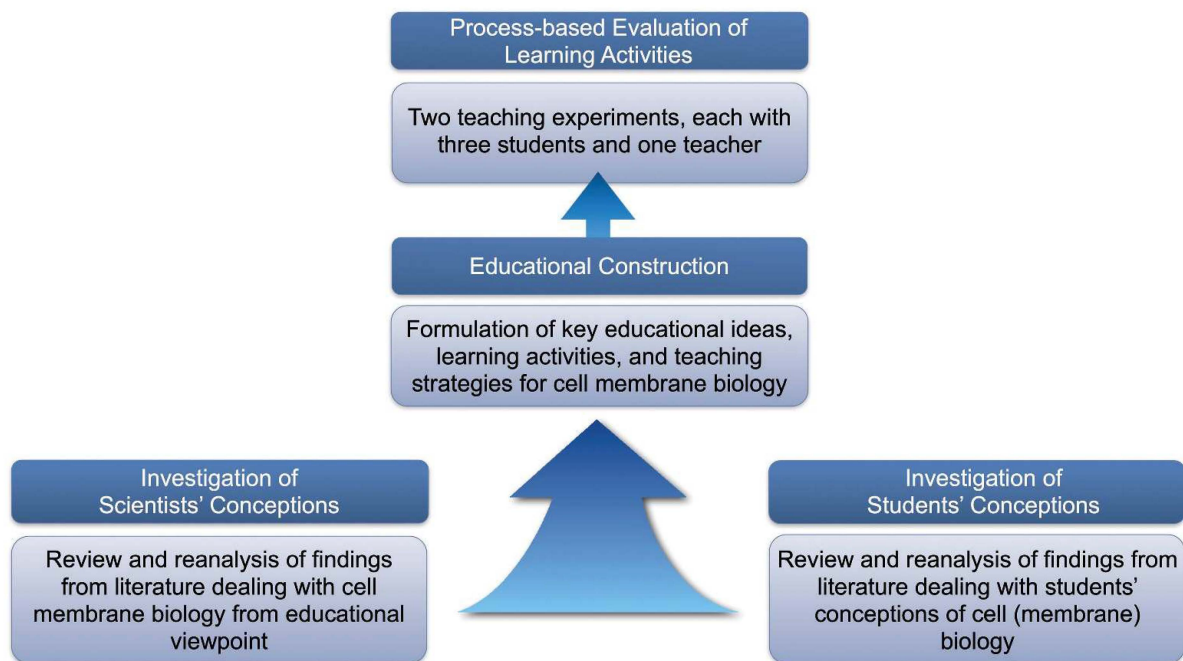 Process-based Evaluation of
Learning Activities
Two teaching experiments, each with
three students and one teacher
Educational Construction
Formulation of key educational ideas,
learning activities, and teaching
strategies for cell membrane biology
Investigation of
Scientists’ Conceptions
Review and reanalysis of findings
from literature dealing with cell
membrane biology from educational
viewpoint
Investigation of
Students’ Conceptions
Review and reanalysis of findings
from literature dealing with students’
conceptions of cell (membrane)
biology